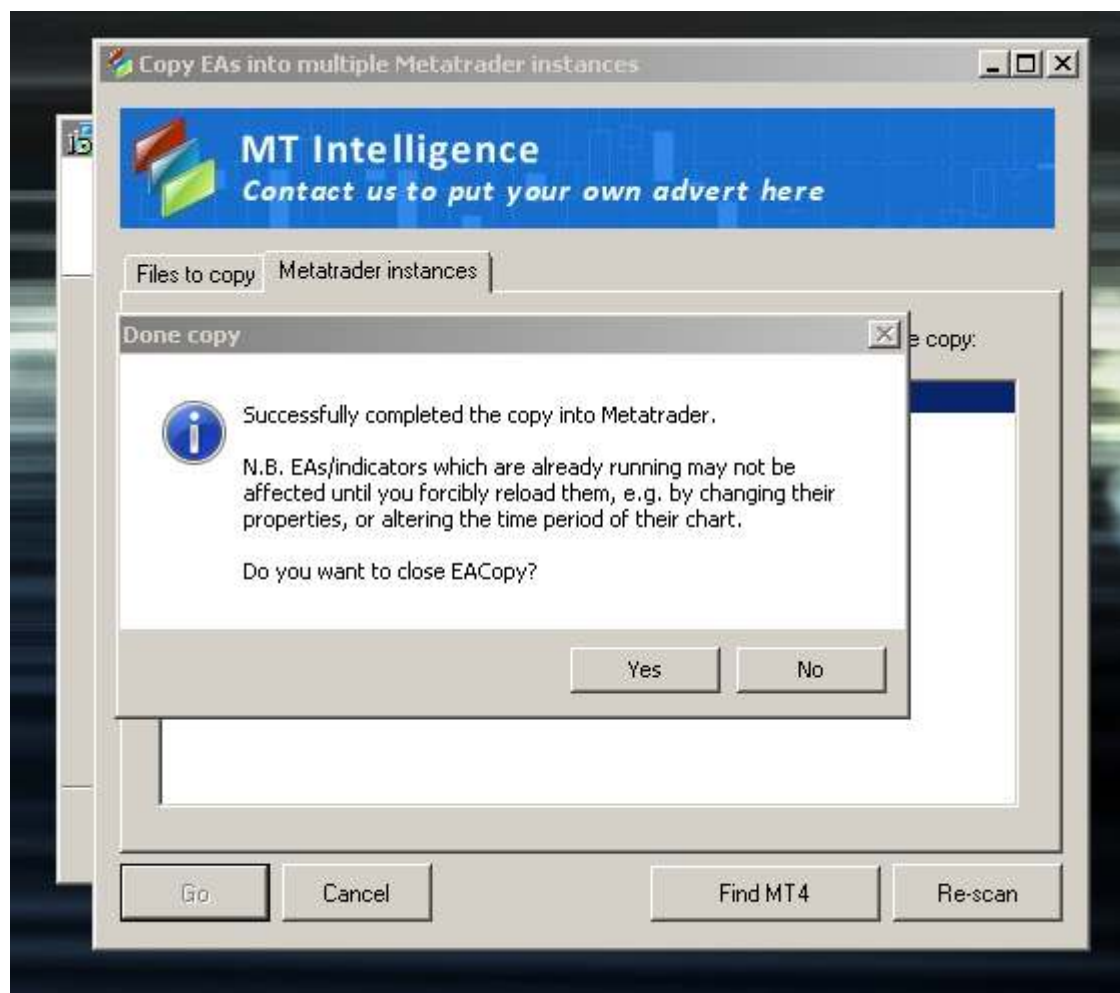 Copy EAs into multiple Metatrader instances
MT Intelligence
Contact us to put your own advert here
Files to copy
Metatrader instances
Done copy
e copy:
Successfully completed the copy into Metatrader.
N.B. EAs/indicators which are already running may not be
affected until you forcibly reload them, e.g. by changing their
properties, or altering the time period of their chart.
Do you want to close EACopy?
Yes
No
Go
Cancel
Find MT4
Re-scan